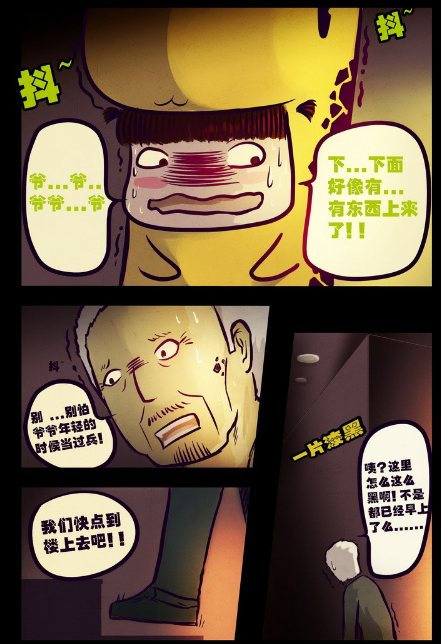 抖~
抖~
爷...爷..
爷爷...爷
下...下面
好像有...
有东西上来
了!!
抖~
别 ...别怕
爷爷年轻的
时候当过兵!
我们快点到
楼上去吧!!
一片漆黑
咦?这里
怎么这么
黑啊!不是
都已经早上
了么......